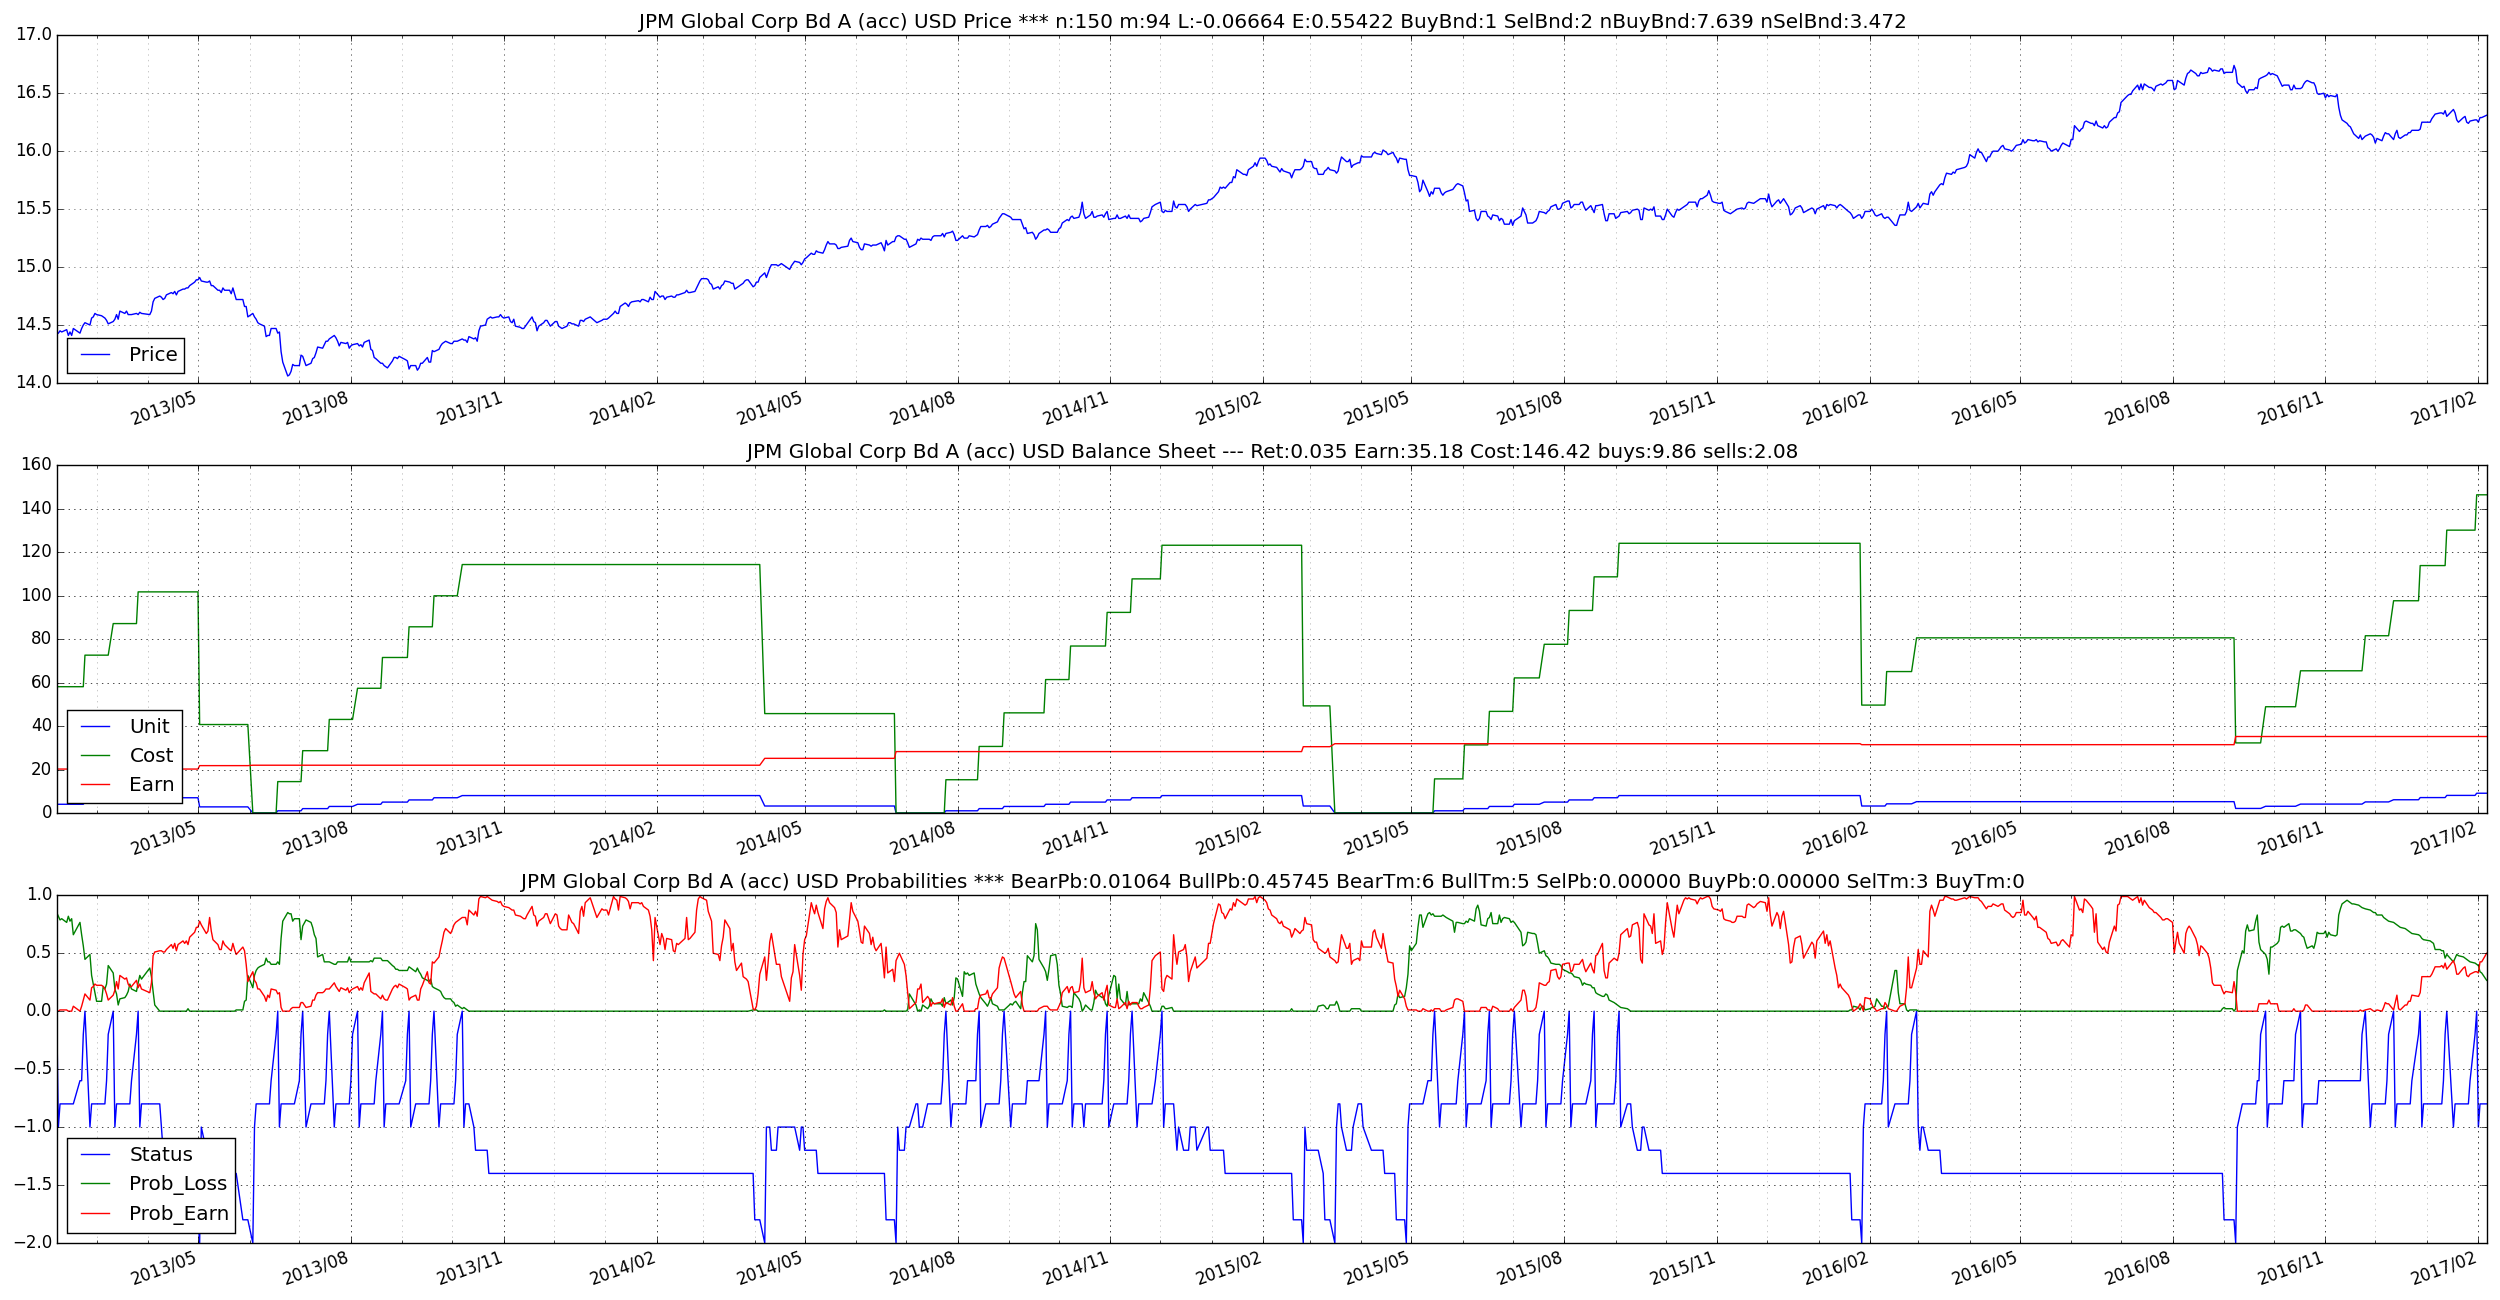 JPM Global Corp Bd A (acc) USD Price *** n:150 m:94 L:-0.06664 E:0.55422 BuyBnd:1 SelBnd:2 nBuyBnd:7.639 nSelBnd:3.472
17.0
16.5
16.0
15.5
15.0
14.5
14.0
Price
2013/05 2013/08 2013/11 2014/02 2014/05 2014/08 2014/11 2015/02 2015/05 2015/08 2015/11 2016/02 2016/05 2016/08 2016/11 2017/02
JPM Global Corp Bd A (acc) USD Balance Sheet --- Ret:0.035 Earn:35.18 Cost:146.42 buys:9.86 sells:2.08
160
140
120
100
80
60
40
20
0
Unit
Cost
Earn
2013/05 2013/08 2013/11 2014/02 2014/05 2014/08 2014/11 2015/02 2015/05 2015/08 2015/11 2016/02 2016/05 2016/08 2016/11 2017/02
JPM Global Corp Bd A (acc) USD Probabilities *** BearPb:0.01064 BullPb:0.45745 BearTm:6 BullTm:5 SelPb:0.00000 BuyPb:0.00000 SelTm:3 BuyTm:0
1.0
0.5
0.0
−0.5
−1.0
−1.5
−2.0
Status
Prob_Loss
Prob_Earn
2013/05 2013/08 2013/11 2014/02 2014/05 2014/08 2014/11 2015/02 2015/05 2015/08 2015/11 2016/02 2016/05 2016/08 2016/11 2017/02